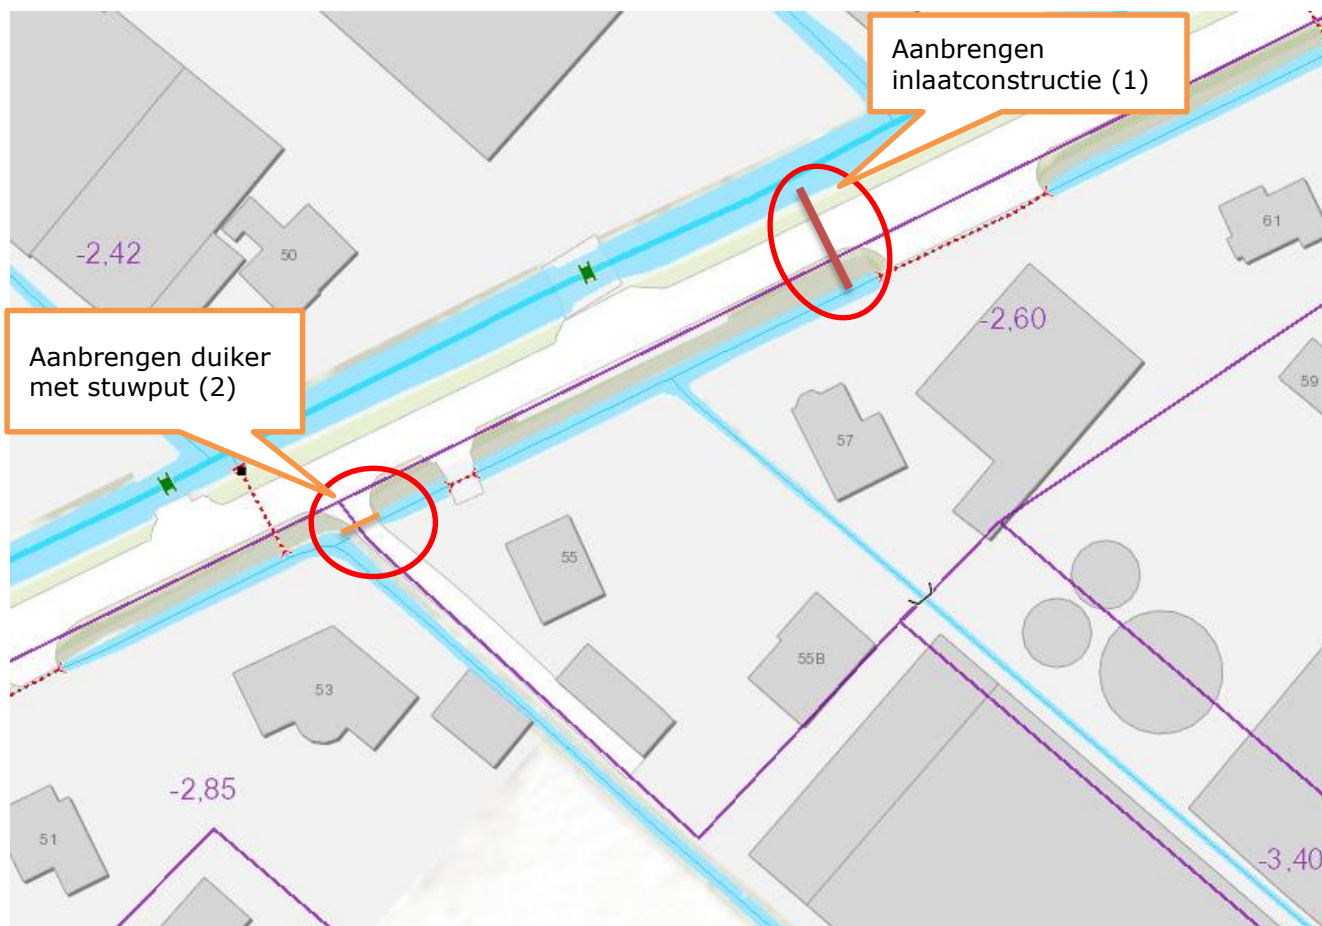 Aanbrengen
inlaatconstructie (1)
61
-2,42
50
-2,60
Aanbrengen duiker
met stuwput (2)
59
57
55
55B
53
-2,85
51
-3,40